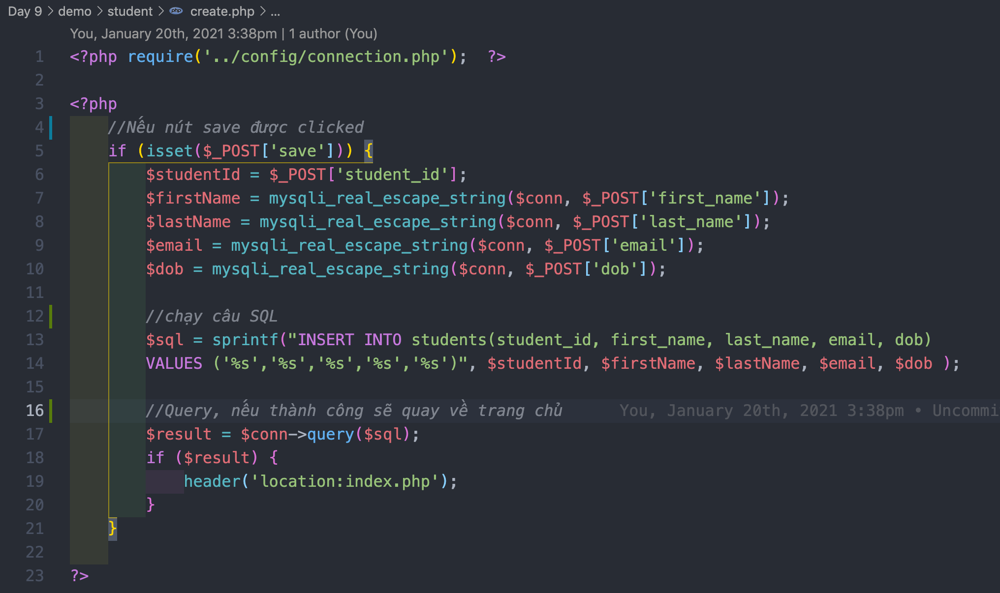 Day 9 > demo > student > php create.php > ...
You, January 20th, 2021 3:38pm | 1 author (You)
1 <?php require('../config/connection.php');  ?>
2
3 <?php
4     //Nếu nút save được clicked
5     if (isset($_POST['save'])) {
6         $studentId = $_POST['student_id'];
7         $firstName = mysqli_real_escape_string($conn, $_POST['first_name']);
8         $lastName = mysqli_real_escape_string($conn, $_POST['last_name']);
9         $email = mysqli_real_escape_string($conn, $_POST['email']);
10         $dob = mysqli_real_escape_string($conn, $_POST['dob']);
11
12         //chạy câu SQL
13         $sql = sprintf("INSERT INTO students(student_id, first_name, last_name, email, dob)
14         VALUES ('%s','%s','%s','%s','%s')", $studentId, $firstName, $lastName, $email, $dob );
15
16         //Query, nếu thành công sẽ quay về trang chủ      You, January 20th, 2021 3:38pm • Uncommi
17         $result = $conn->query($sql);
18         if ($result) {
19             header('location:index.php');
20         }
21     }
22
23 ?>